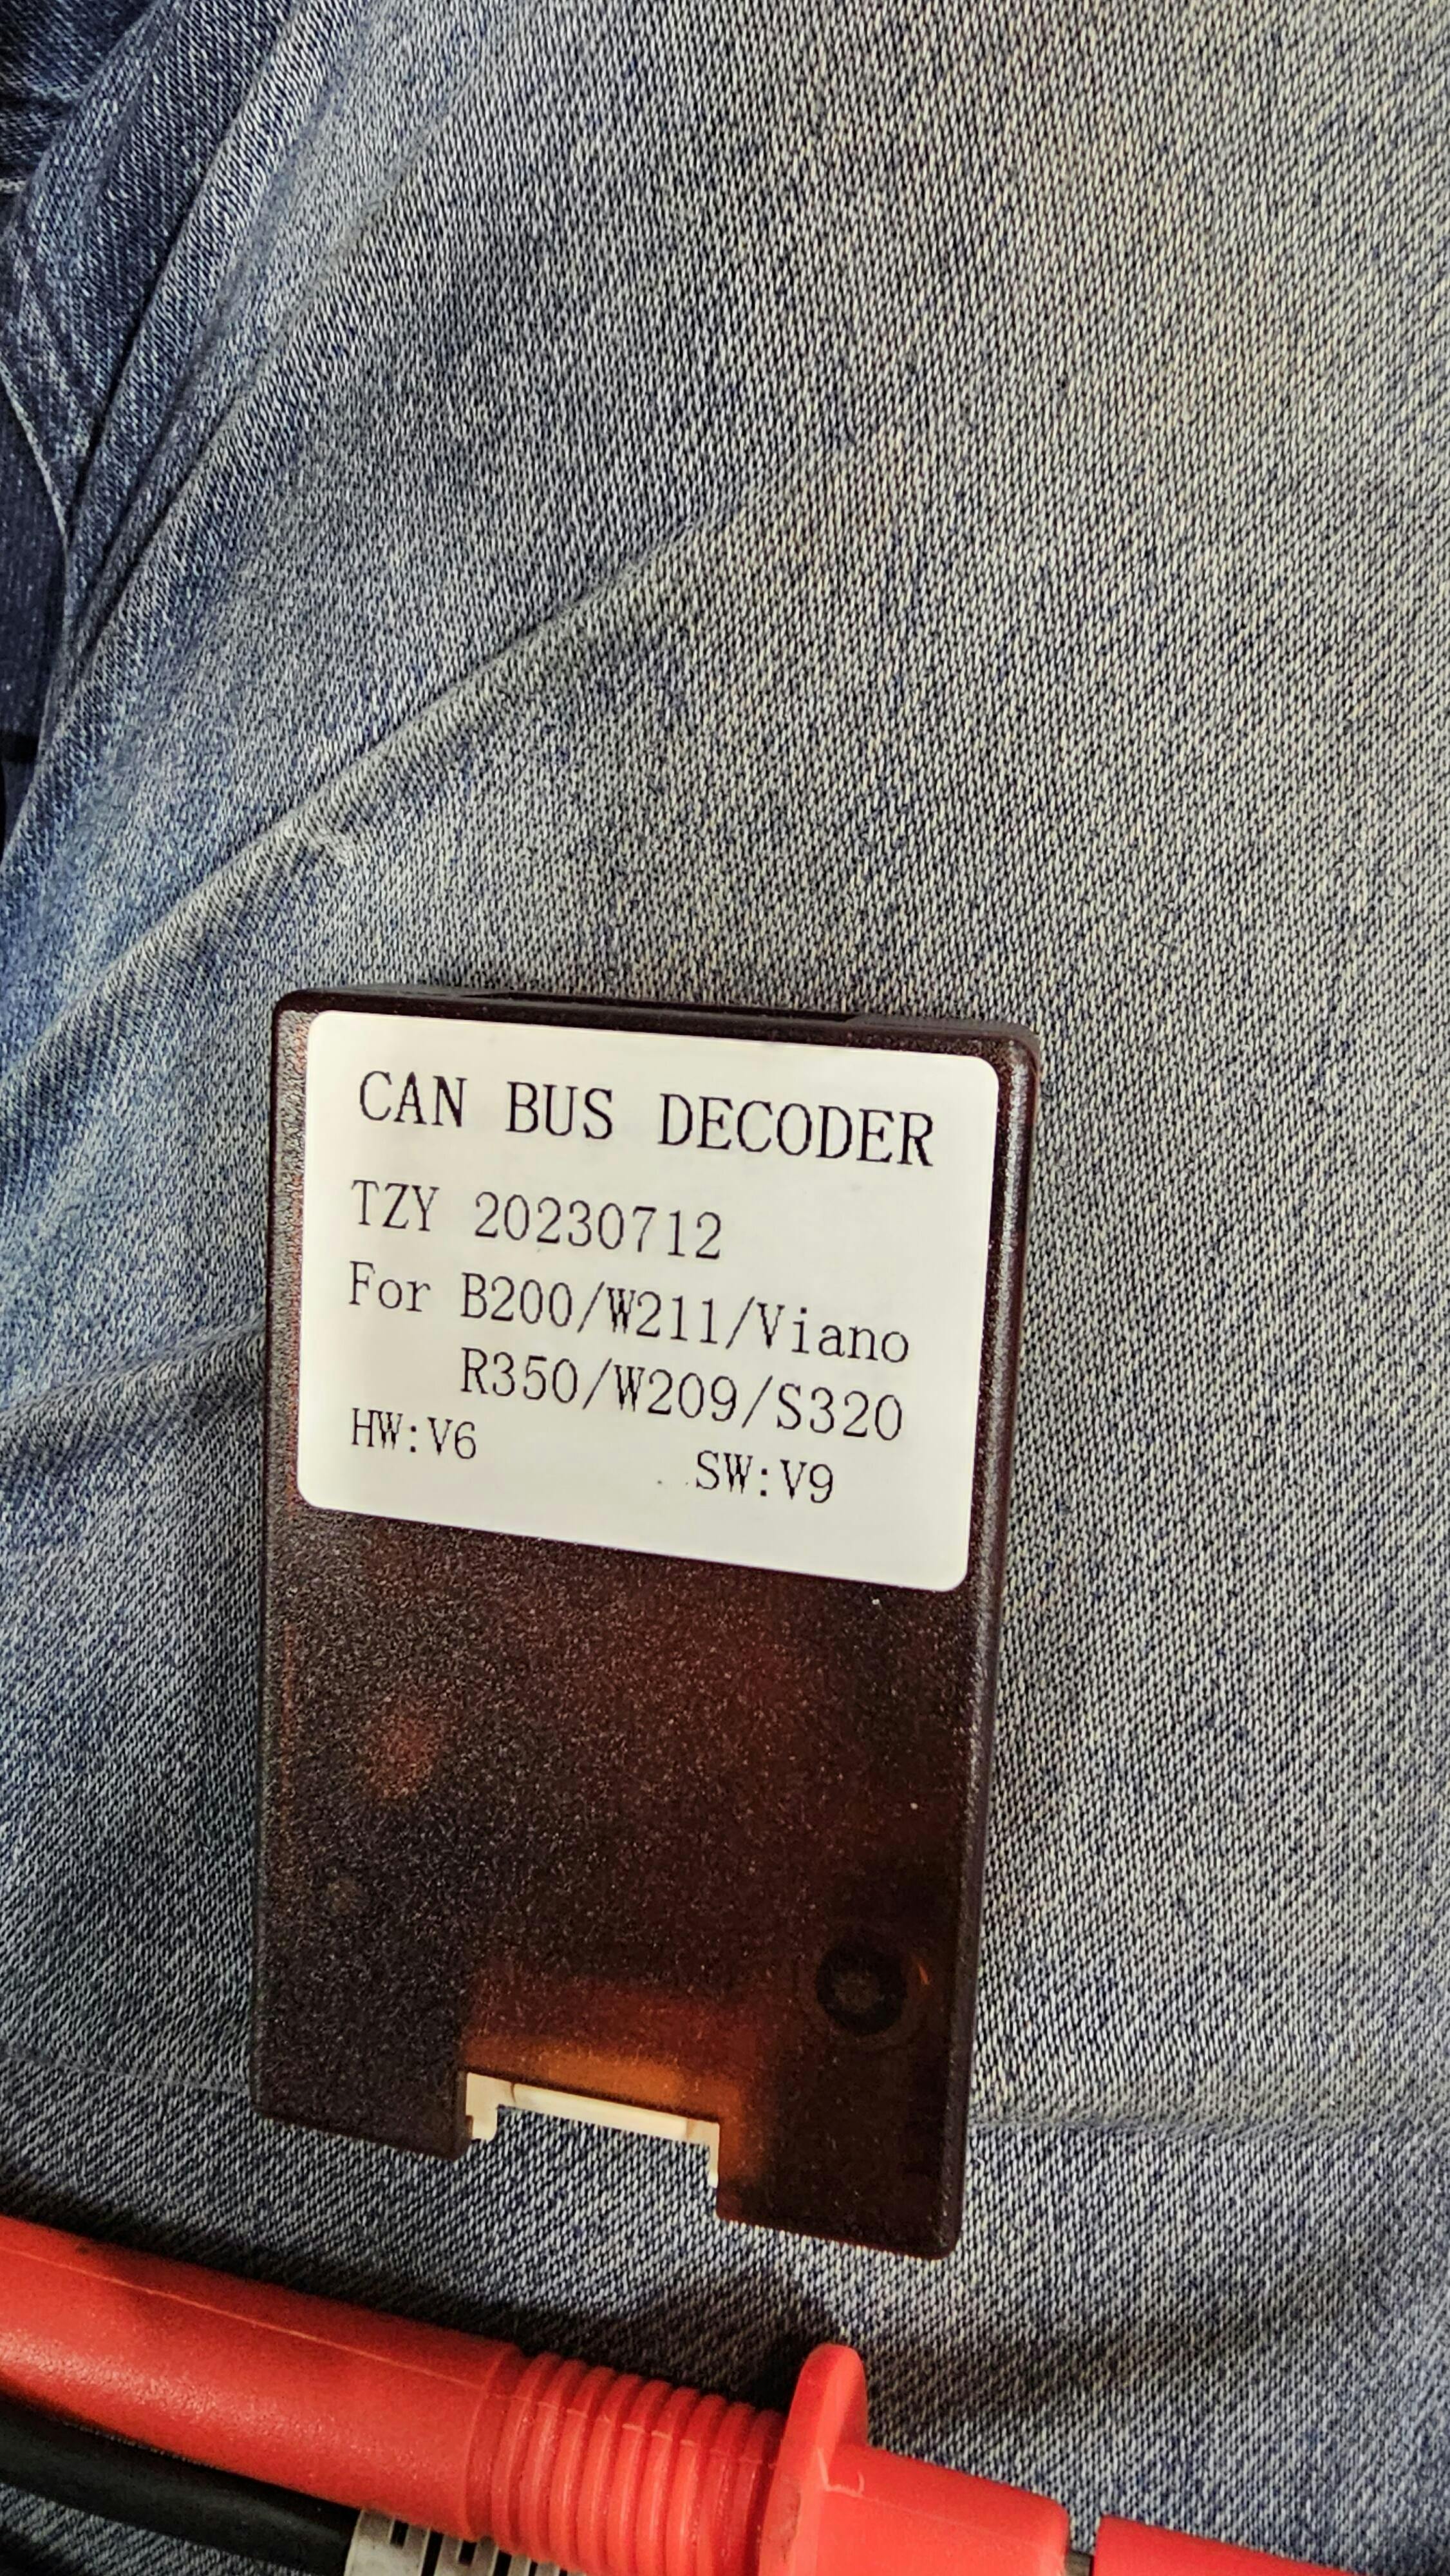 CAN BUS DECODER
TZY 20230712
For B200/W211/Viano
R350/W209/S320
HW:V6 SW:V9